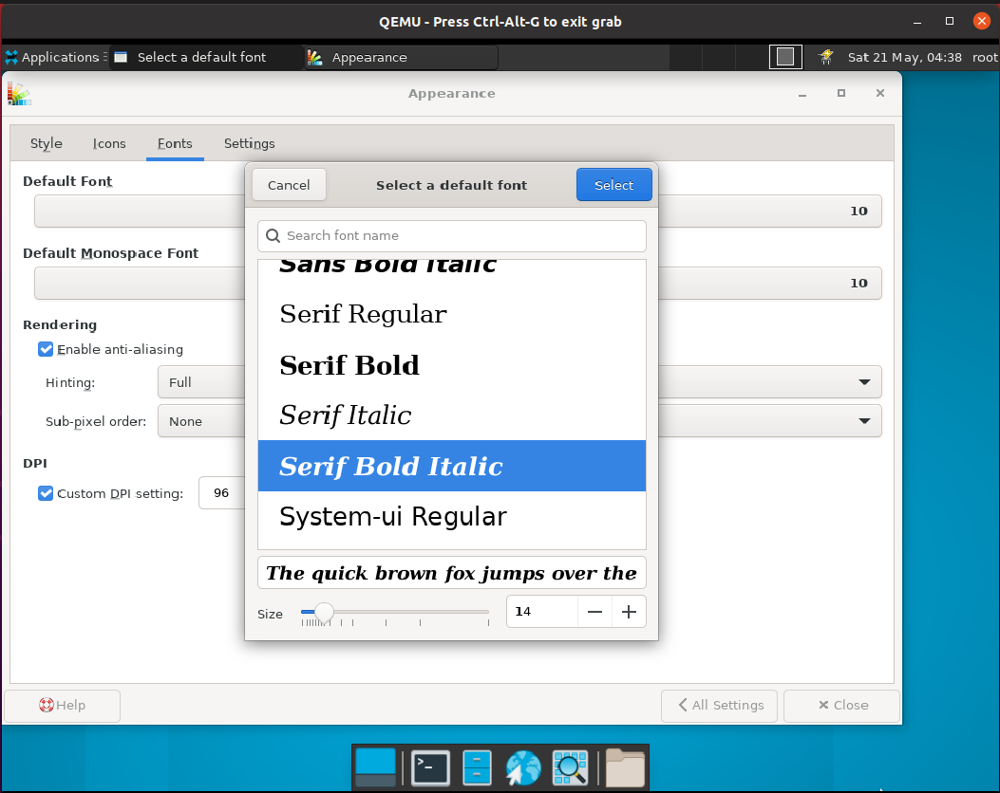 QEMU - Press Ctrl-Alt-G to exit grab
Applications Select a default font Appearance Sat 21 May, 04:38 root
Appearance
Style Icons Fonts Settings
Default Font
10
Default Monospace Font
10
Rendering
Enable anti-aliasing
Hinting: Full
Sub-pixel order: None
DPI
Custom DPI setting: 96
Cancel Select a default font Select
Search font name
Sans Bold Italic
Serif Regular
Serif Bold
Serif Italic
Serif Bold Italic
System-ui Regular
The quick brown fox jumps over the
Size 14
Help All Settings Close